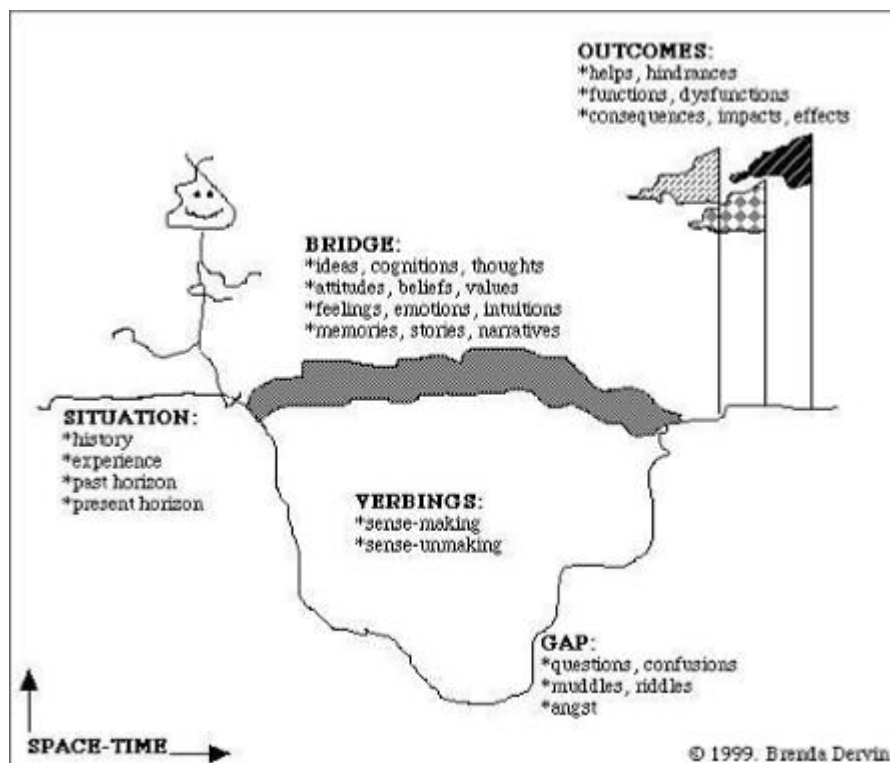 OUTCOMES:
*helps, hindrances
*functions, dysfunctions
*consequences, impacts, effects
BRIDGE:
*ideas, cognitions, thoughts
*attitudes, beliefs, values
*feelings, emotions, intuitions
*memories, stories, narratives
SITUATION:
*history
*experience
*past horizon
*present horizon
VERBINGS:
*sense-making
*sense-unmaking
GAP:
*questions, confusions
*muddles, riddles
*angst
SPACE-TIME
© 1999. Brenda Dervin